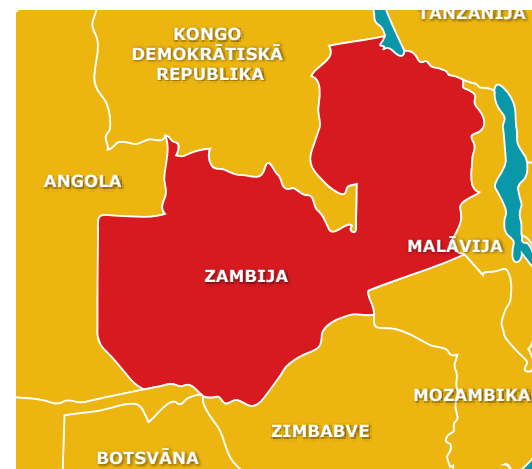 TANZĀNIJA
KONGO
DEMOKRĀTISKĀ
REPUBLIKA
ANGOLA
MALĀVIJA
ZAMBIJA
MOZAMBIKA
ZIMBABVE
BOTSVĀNA